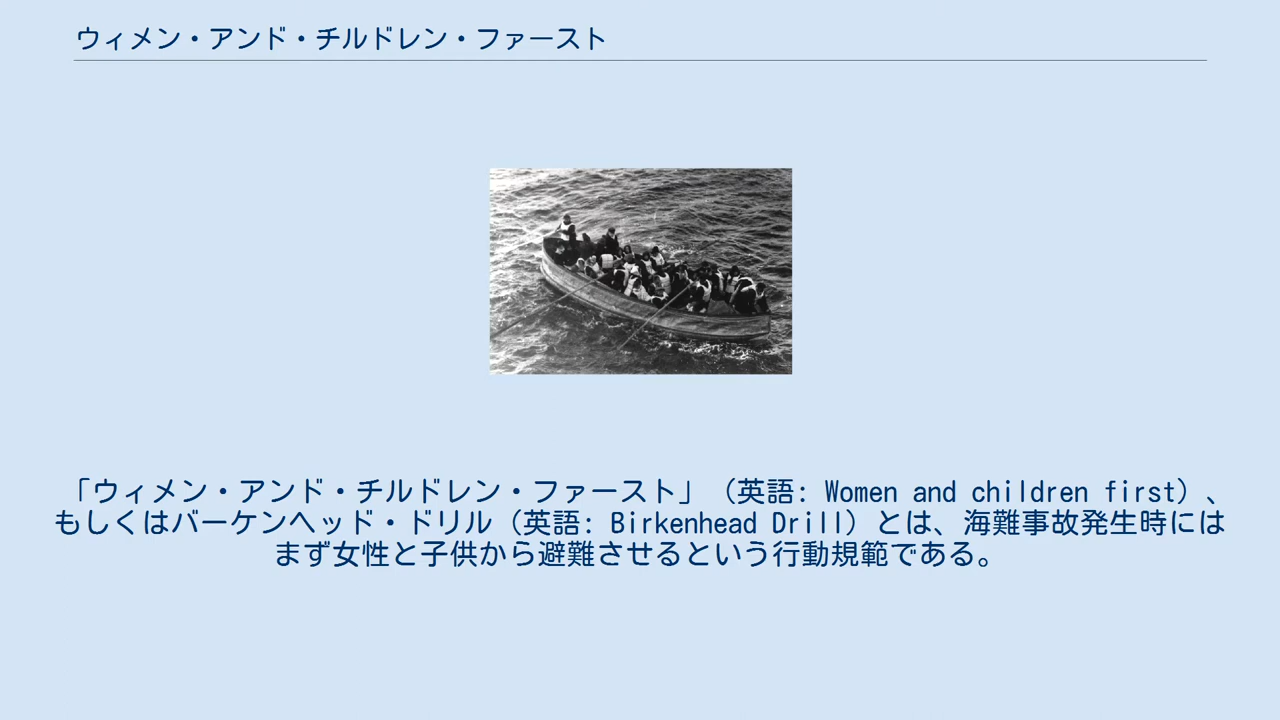 ウィメン・アンド・チルドレン・ファースト
「ウィメン・アンド・チルドレン・ファースト」（英語: Women and children first）、
もしくはバーケンヘッド・ドリル（英語: Birkenhead Drill）とは、海難事故発生時には
まず女性と子供から避難させるという行動規範である。